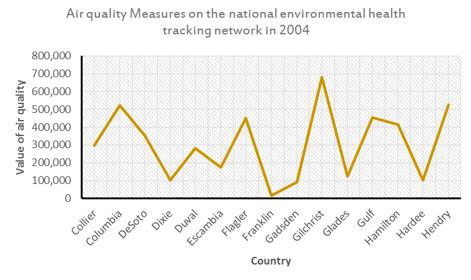 Air quality Measures on the national environmental health
tracking network in 2004
Value of air quality
800,000
700,000
600,000
500,000
400,000
300,000
200,000
100,000
0
Collier
Columbia
DeSoto
Dixie
Duval
Escambia
Flagler
Franklin
Gadsden
Gilchrist
Glades
Gulf
Hamilton
Hardee
Hendry
Country